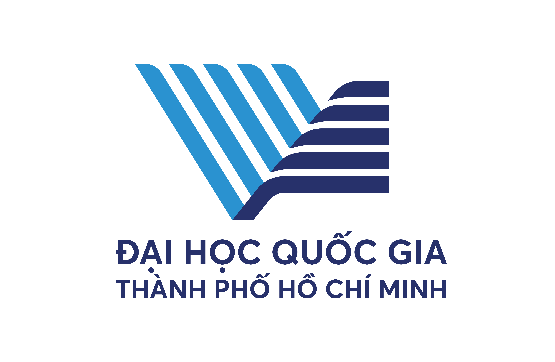 ĐẠI HỌC QUỐC GIA
THÀNH PHỐ HỒ CHÍ MINH